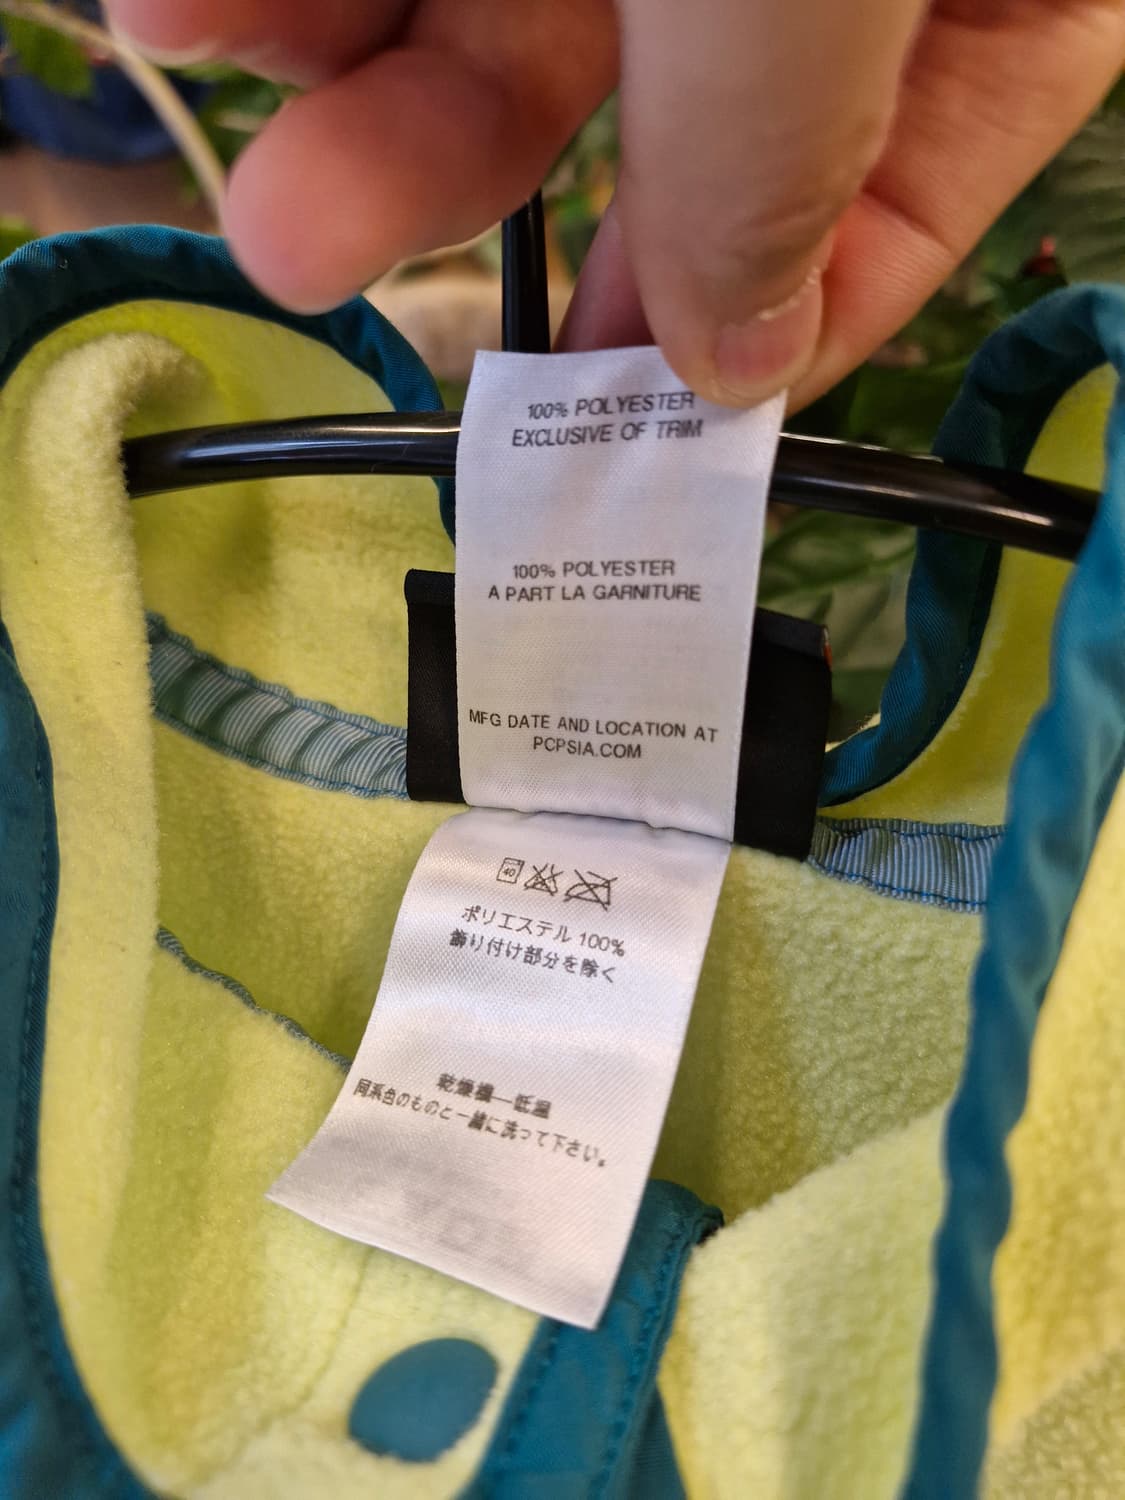 100% POLYESTER
EXCLUSIVE OF TRIM
100% POLYESTER
A PART LA GARNITURE
MFG DATE AND LOCATION AT
PCPSIA.COM
40
ポリエステル 100%
飾り付け部分を除く
乾燥機—低温
同系色のものと一緒に洗って下さい。